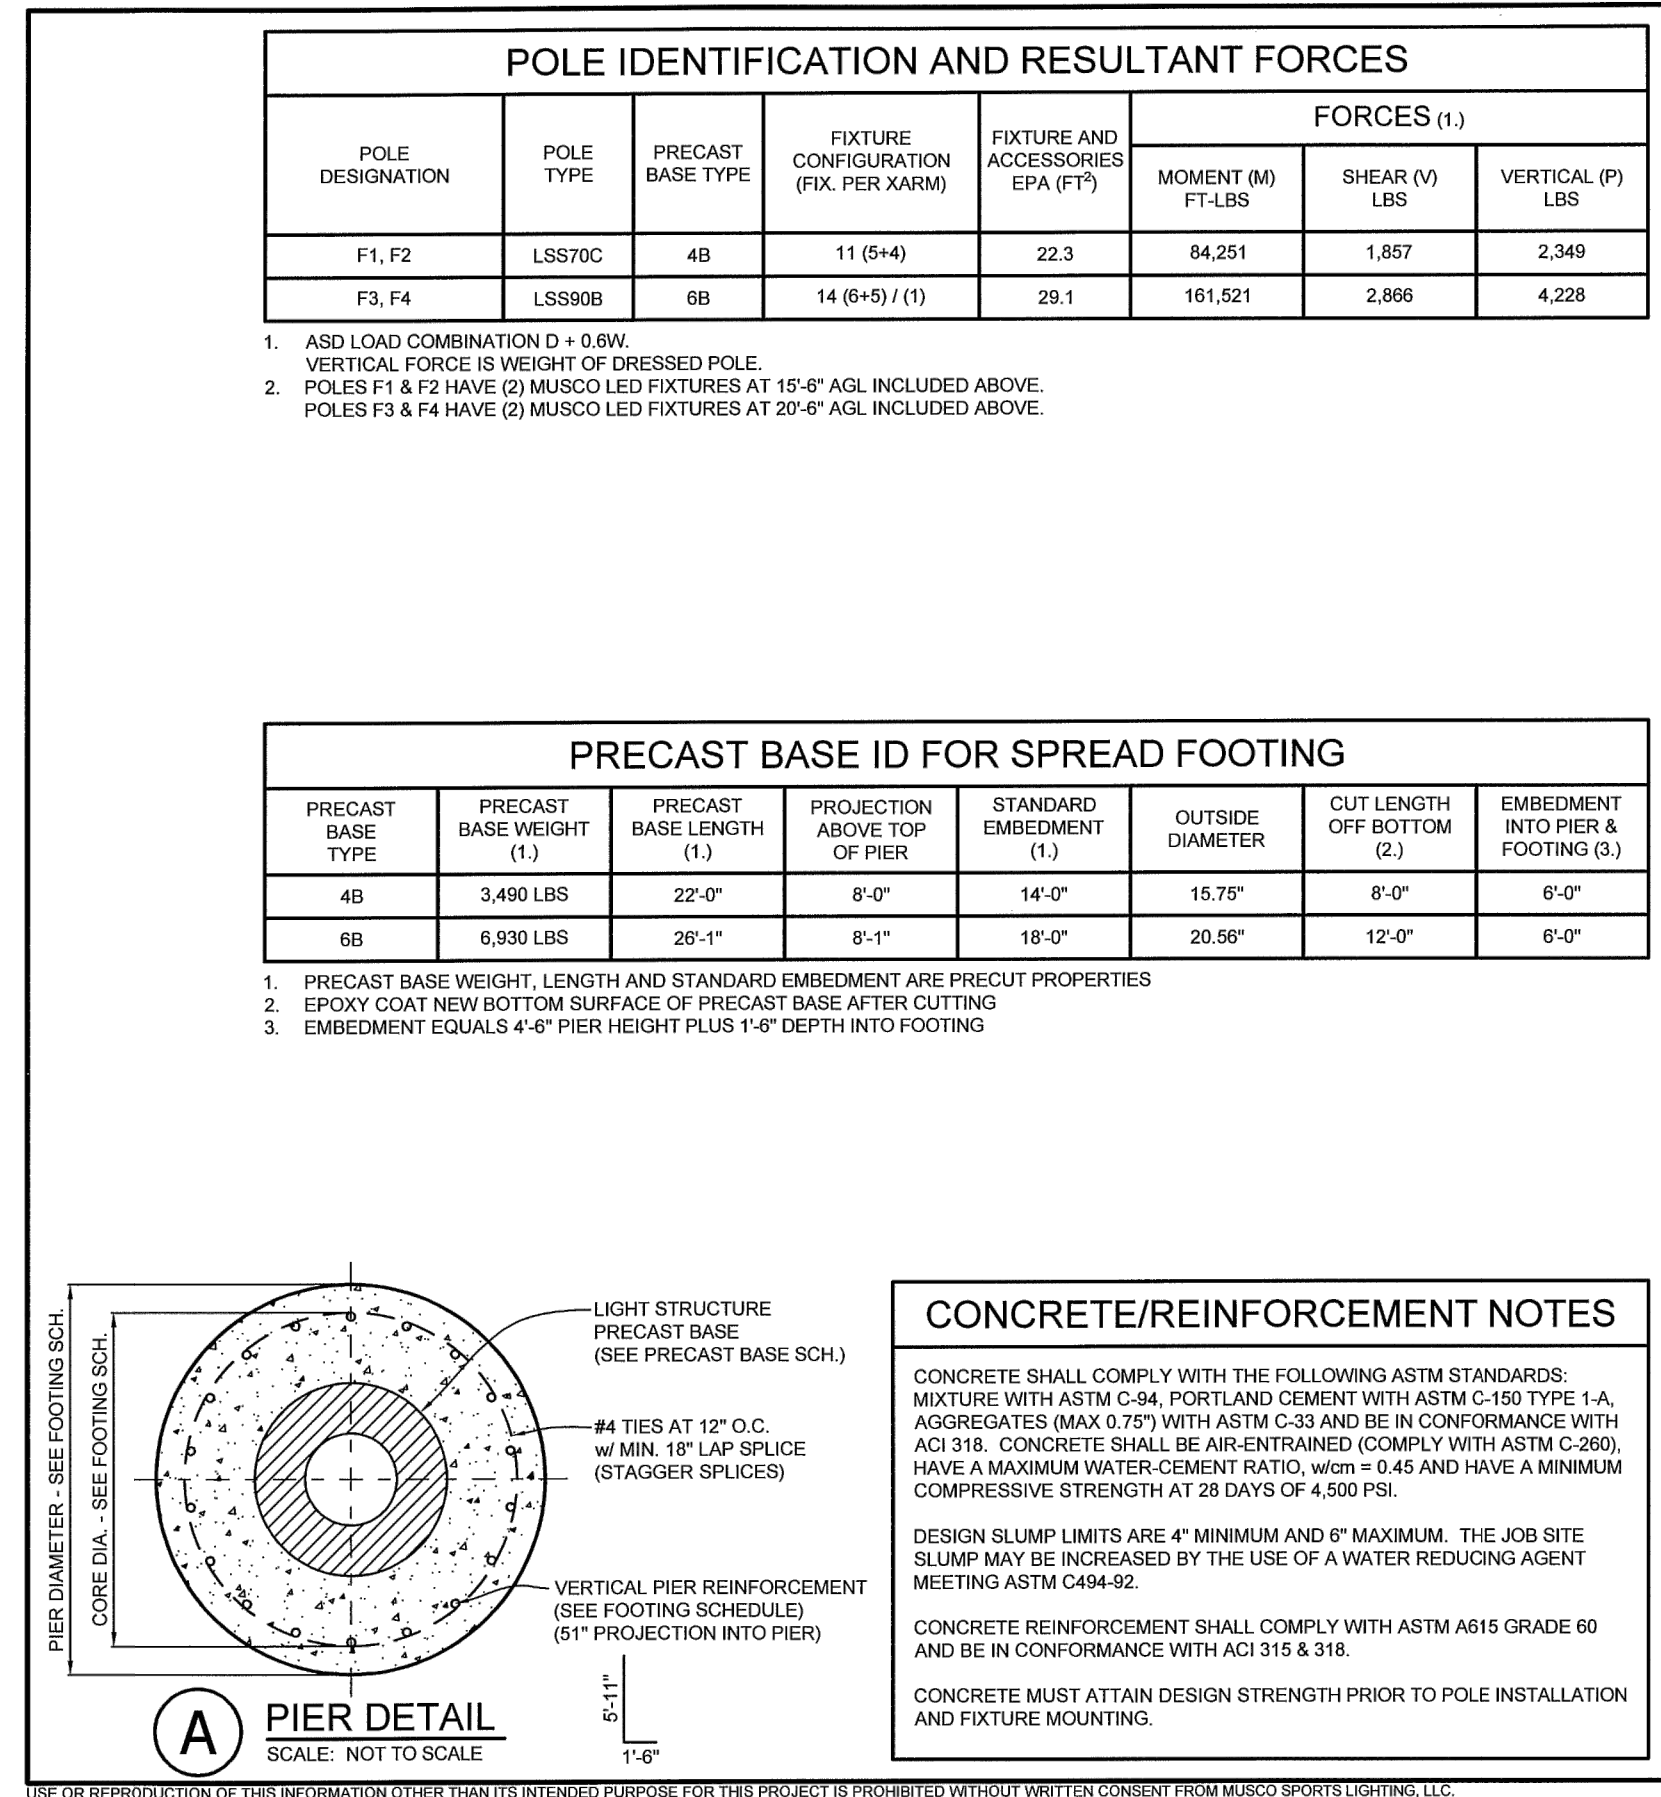 POLE IDENTIFICATION AND RESULTANT FORCES
POLE DESIGNATION
POLE TYPE
PRECAST BASE TYPE
FIXTURE CONFIGURATION (FIX. PER XARM)
FIXTURE AND ACCESSORIES EPA (FT²)
FORCES (1.)
MOMENT (M) FT-LBS
SHEAR (V) LBS
VERTICAL (P) LBS
F1, F2 LSS70C 4B 11 (5+4) 22.3 84,251 1,857 2,349
F3, F4 LSS90B 6B 14 (6+5) / (1) 29.1 161,521 2,866 4,228
1. ASD LOAD COMBINATION D + 0.6W.
VERTICAL FORCE IS WEIGHT OF DRESSED POLE.
2. POLES F1 & F2 HAVE (2) MUSCO LED FIXTURES AT 15'-6" AGL INCLUDED ABOVE.
POLES F3 & F4 HAVE (2) MUSCO LED FIXTURES AT 20'-6" AGL INCLUDED ABOVE.
PRECAST BASE ID FOR SPREAD FOOTING
PRECAST BASE TYPE
PRECAST BASE WEIGHT (1.)
PRECAST BASE LENGTH (1.)
PROJECTION ABOVE TOP OF PIER
STANDARD EMBEDMENT (1.)
OUTSIDE DIAMETER
CUT LENGTH OFF BOTTOM (2.)
EMBEDMENT INTO PIER & FOOTING (3.)
4B 3,490 LBS 22'-0" 8'-0" 14'-0" 15.75" 8'-0" 6'-0"
6B 6,930 LBS 26'-1" 8'-1" 18'-0" 20.56" 12'-0" 6'-0"
1. PRECAST BASE WEIGHT, LENGTH AND STANDARD EMBEDMENT ARE PRECUT PROPERTIES
2. EPOXY COAT NEW BOTTOM SURFACE OF PRECAST BASE AFTER CUTTING
3. EMBEDMENT EQUALS 4'-6" PIER HEIGHT PLUS 1'-6" DEPTH INTO FOOTING
PIER DIAMETER - SEE FOOTING SCH.
CORE DIA. - SEE FOOTING SCH.
LIGHT STRUCTURE
PRECAST BASE
(SEE PRECAST BASE SCH.)
#4 TIES AT 12" O.C.
w/ MIN. 18" LAP SPLICE
(STAGGER SPLICES)
VERTICAL PIER REINFORCEMENT
(SEE FOOTING SCHEDULE)
(51" PROJECTION INTO PIER)
5'-11"
1'-6"
A
PIER DETAIL
SCALE: NOT TO SCALE
CONCRETE/REINFORCEMENT NOTES
CONCRETE SHALL COMPLY WITH THE FOLLOWING ASTM STANDARDS:
MIXTURE WITH ASTM C-94, PORTLAND CEMENT WITH ASTM C-150 TYPE 1-A,
AGGREGATES (MAX 0.75") WITH ASTM C-33 AND BE IN CONFORMANCE WITH
ACI 318. CONCRETE SHALL BE AIR-ENTRAINED (COMPLY WITH ASTM C-260),
HAVE A MAXIMUM WATER-CEMENT RATIO, w/cm = 0.45 AND HAVE A MINIMUM
COMPRESSIVE STRENGTH AT 28 DAYS OF 4,500 PSI.
DESIGN SLUMP LIMITS ARE 4" MINIMUM AND 6" MAXIMUM. THE JOB SITE
SLUMP MAY BE INCREASED BY THE USE OF A WATER REDUCING AGENT
MEETING ASTM C494-92.
CONCRETE REINFORCEMENT SHALL COMPLY WITH ASTM A615 GRADE 60
AND BE IN CONFORMANCE WITH ACI 315 & 318.
CONCRETE MUST ATTAIN DESIGN STRENGTH PRIOR TO POLE INSTALLATION
AND FIXTURE MOUNTING.
USE OR REPRODUCTION OF THIS INFORMATION OTHER THAN ITS INTENDED PURPOSE FOR THIS PROJECT IS PROHIBITED WITHOUT WRITTEN CONSENT FROM MUSCO SPORTS LIGHTING, LLC.